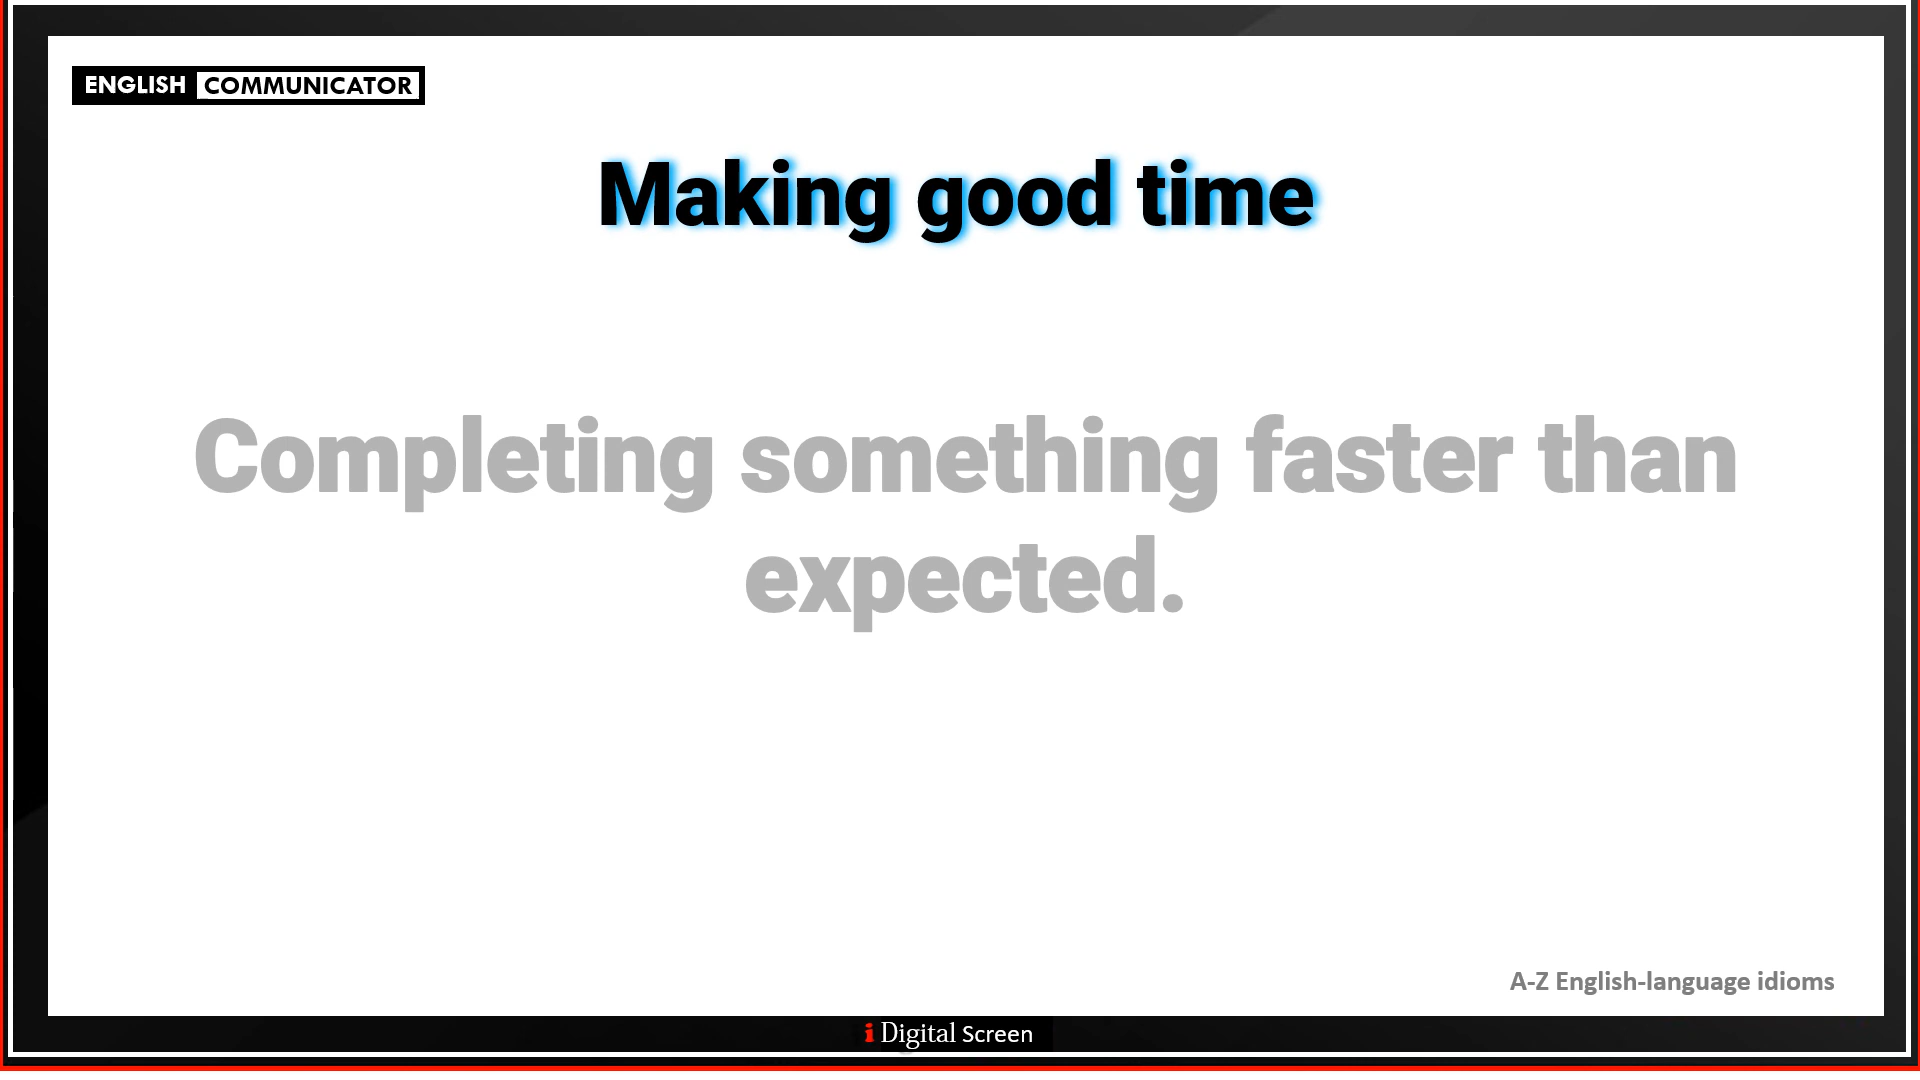 ENGLISH COMMUNICATOR
Making good time
Completing something faster than
expected.
A-Z English-language idioms
i Digital Screen